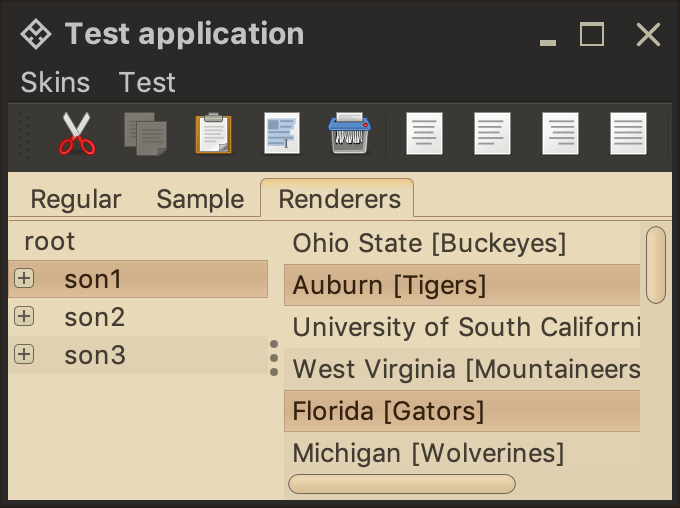 Test application
Skins Test
Regular Sample Renderers
root
son1
son2
son3
Ohio State [Buckeyes]
Auburn [Tigers]
University of South Californi
West Virginia [Mountaineers
Florida [Gators]
Michigan [Wolverines]